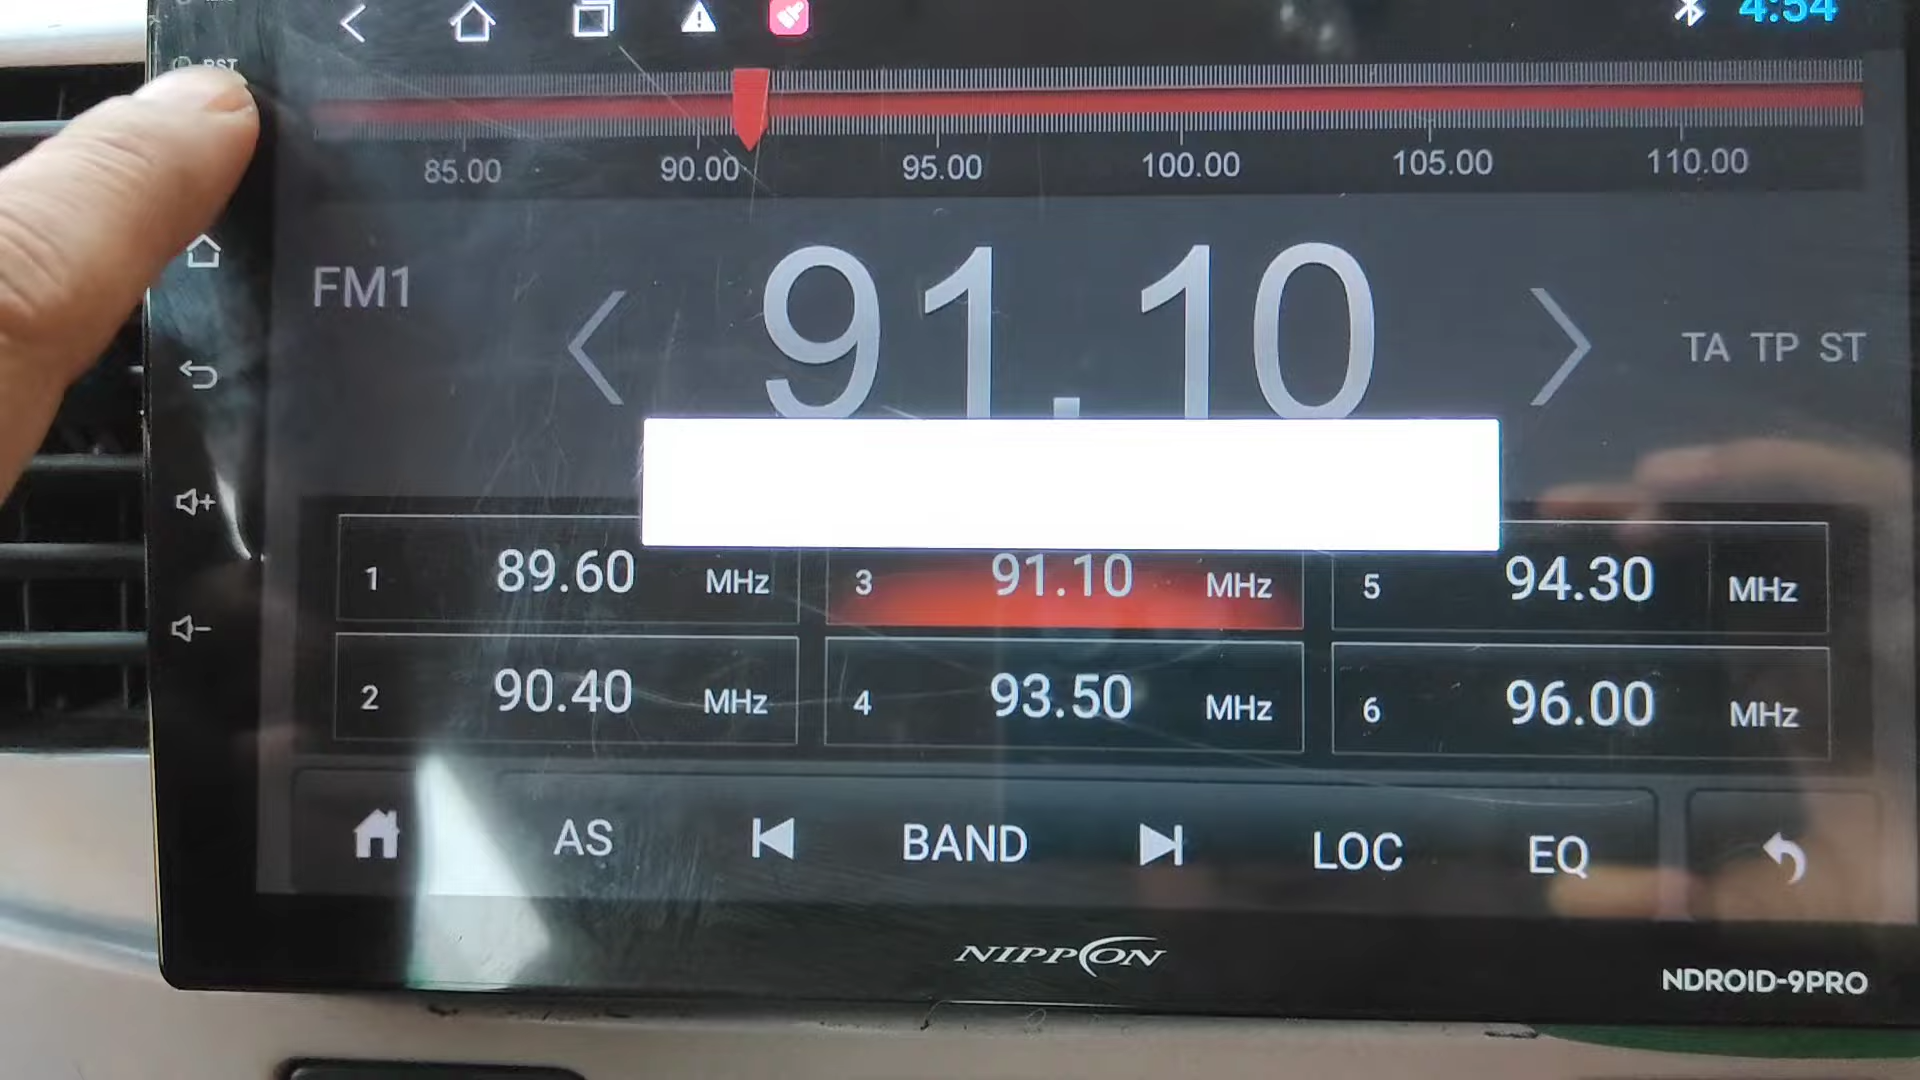 4:54
RST
85.00 90.00 95.00 100.00 105.00 110.00
FM1
91.10
TA TP ST
1 89.60 MHz 3 91.10 MHz 5 94.30 MHz
2 90.40 MHz 4 93.50 MHz 6 96.00 MHz
AS BAND LOC EQ
NIPPON
NDROID-9PRO